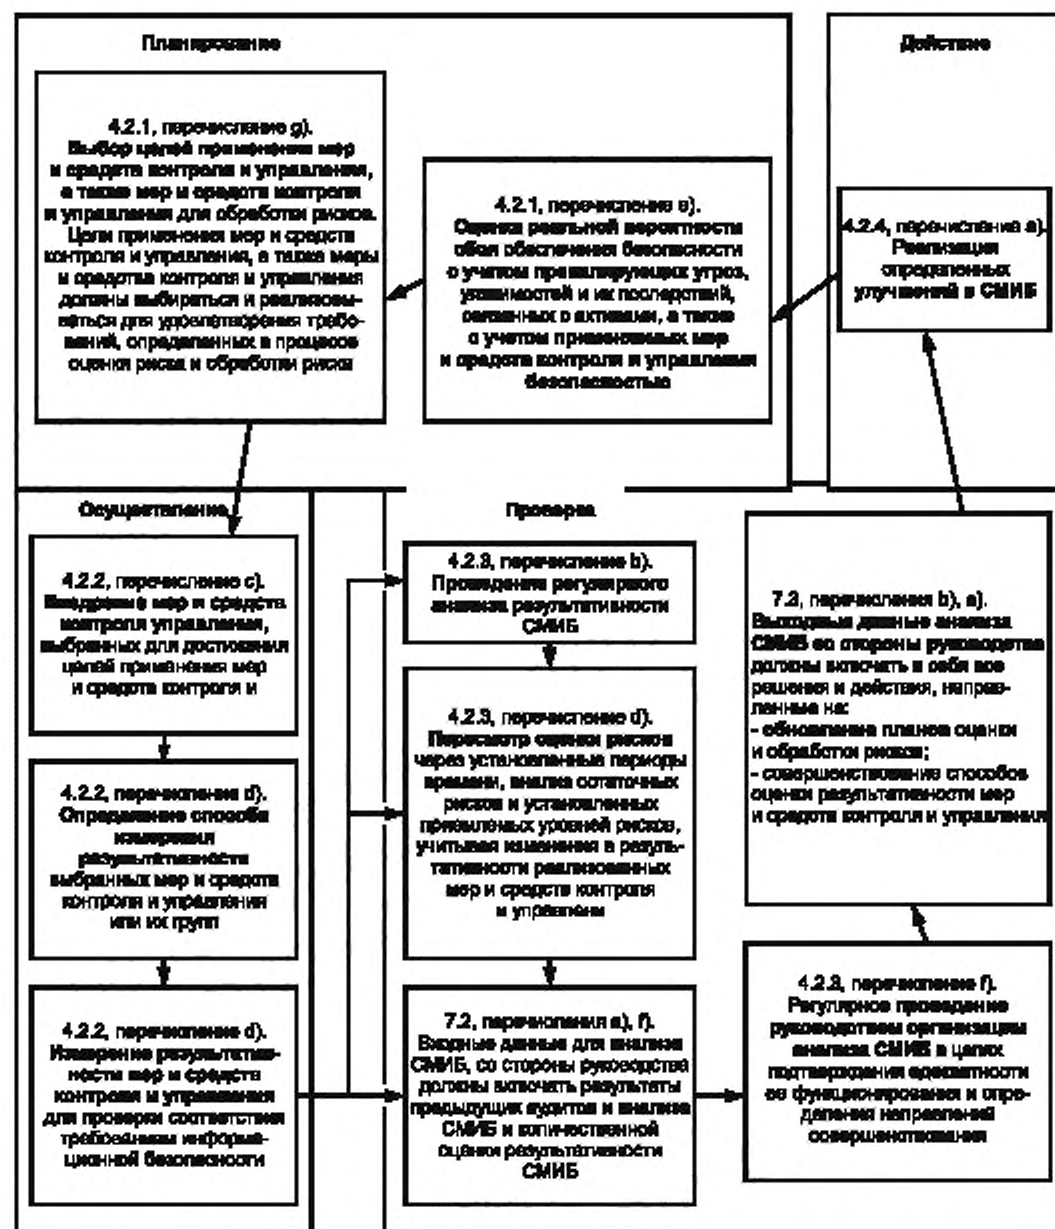 Планирование
4.2.1, перечисление g).
Выбор целей применения мер
и средств контроля и управления,
а также мер и средств контроля
и управления для обработки рисков.
Цели применения мер и средств
контроля и управления, а также меры
и средства контроля и управления
должны выбираться и реализовы-
ваться для удовлетворения требо-
ваний, определенных в процессе
оценки риска и обработки риска
4.2.1, перечисление e).
Оценка реальной вероятности
сбоя обеспечения безопасности
с учетом превалирующих угроз,
уязвимостей и их последствий,
связанных с активами, а также
с учетом применяемых мер
и средств контроля и управления
безопасностью
Действие
4.2.4, перечисление a).
Реализация
определенных
улучшений в СМИБ
Осуществление
4.2.2, перечисление c).
Внедрение мер и средств
контроля управления,
выбранных для достижения
целей применения мер
и средств контроля и
4.2.2, перечисление d).
Определение способа
измерения
результативности
выбранных мер и средств
контроля и управления
или их групп
4.2.2, перечисление d).
Измерение результатив-
ности мер и средств
контроля и управления
для проверки соответствия
требованиям информа-
ционной безопасности
Проверка
4.2.3, перечисление b).
Проведение регулярного
анализа результативности
СМИБ
4.2.3, перечисление d).
Пересмотр оценки рисков
через установленные периоды
времени, анализ остаточных
рисков и установленных
приемлемых уровней рисков,
учитывая изменения в резуль-
тативности реализованных
мер и средств контроля
и управлени
7.2, перечисления a), f).
Входные данные для анализа
СМИБ, со стороны руководства
должны включать результаты
предыдущих аудитов и анализа
СМИБ и количественной
оценки результативности
СМИБ
7.3, перечисления b), e).
Выходные данные анализа
СМИБ со стороны руководства
должны включать в себя все
решения и действия, направ-
ленные на:
- обновление планов оценки
и обработки рисков;
- совершенствование способов
оценки результативности мер
и средств контроля и управления
4.2.3, перечисление f).
Регулярное проведение
руководством организации
анализа СМИБ в целях
подтверждения адекватности
ее функционирования и опре-
деления направлений
совершенствования